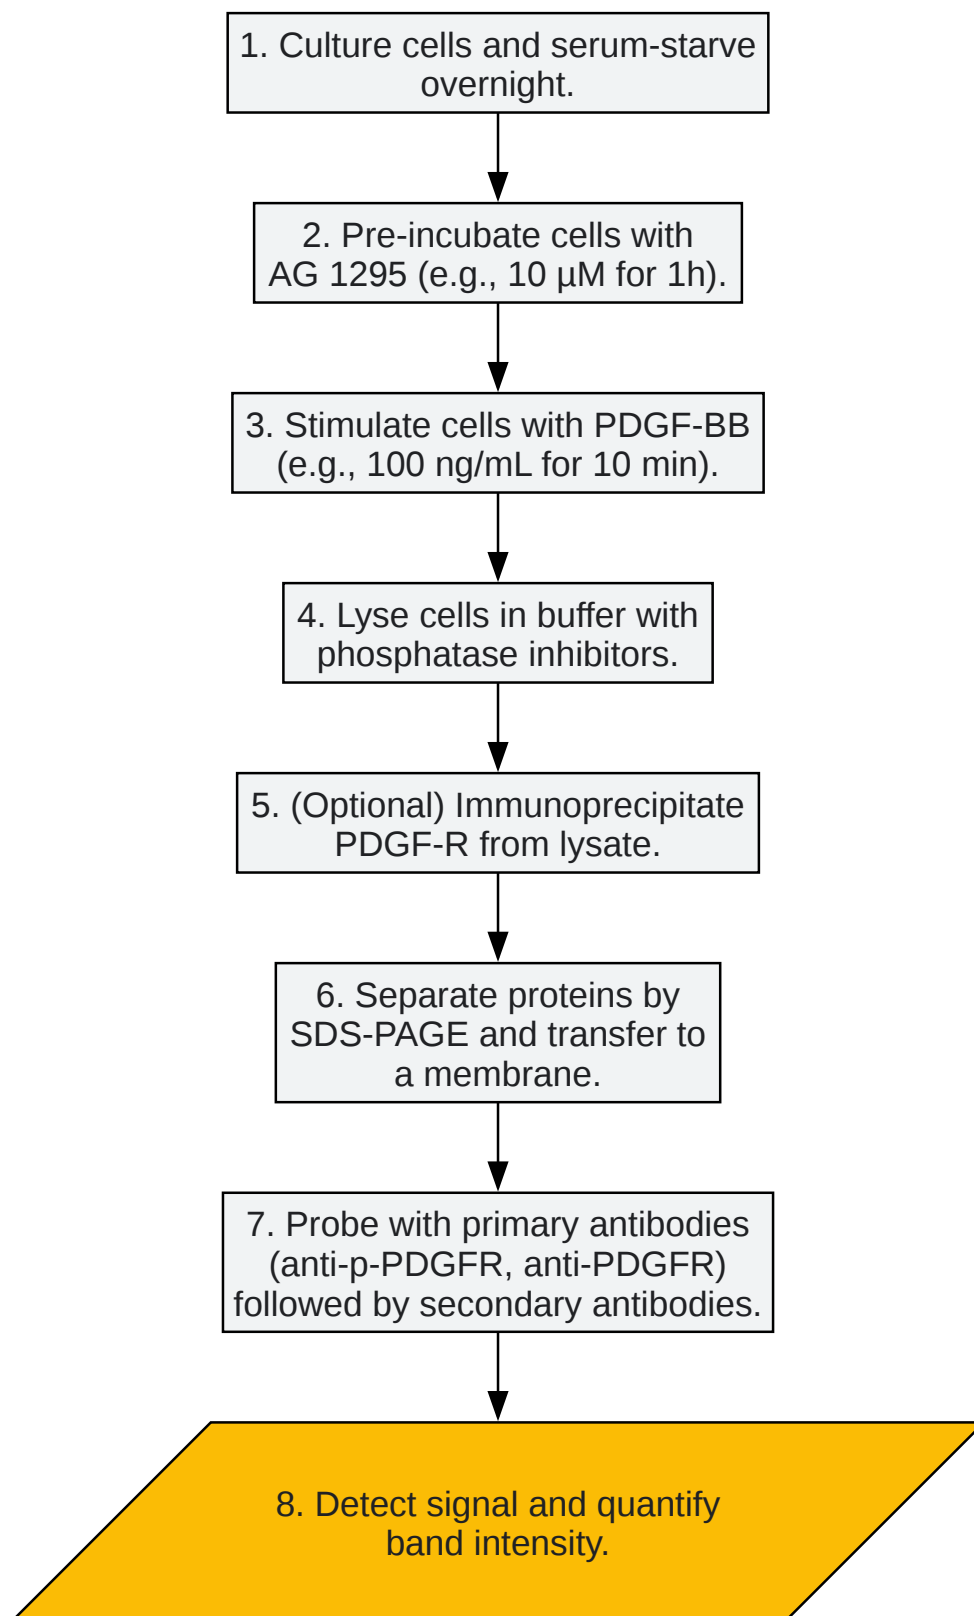 1. Culture cells and serum-starve
overnight.
2. Pre-incubate cells with
AG 1295 (e.g., 10 µM for 1h).
3. Stimulate cells with PDGF-BB
(e.g., 100 ng/mL for 10 min).
4. Lyse cells in buffer with
phosphatase inhibitors.
5. (Optional) Immunoprecipitate
PDGF-R from lysate.
6. Separate proteins by
SDS-PAGE and transfer to
a membrane.
7. Probe with primary antibodies
(anti-p-PDGFR, anti-PDGFR)
followed by secondary antibodies.
8. Detect signal and quantify
band intensity.